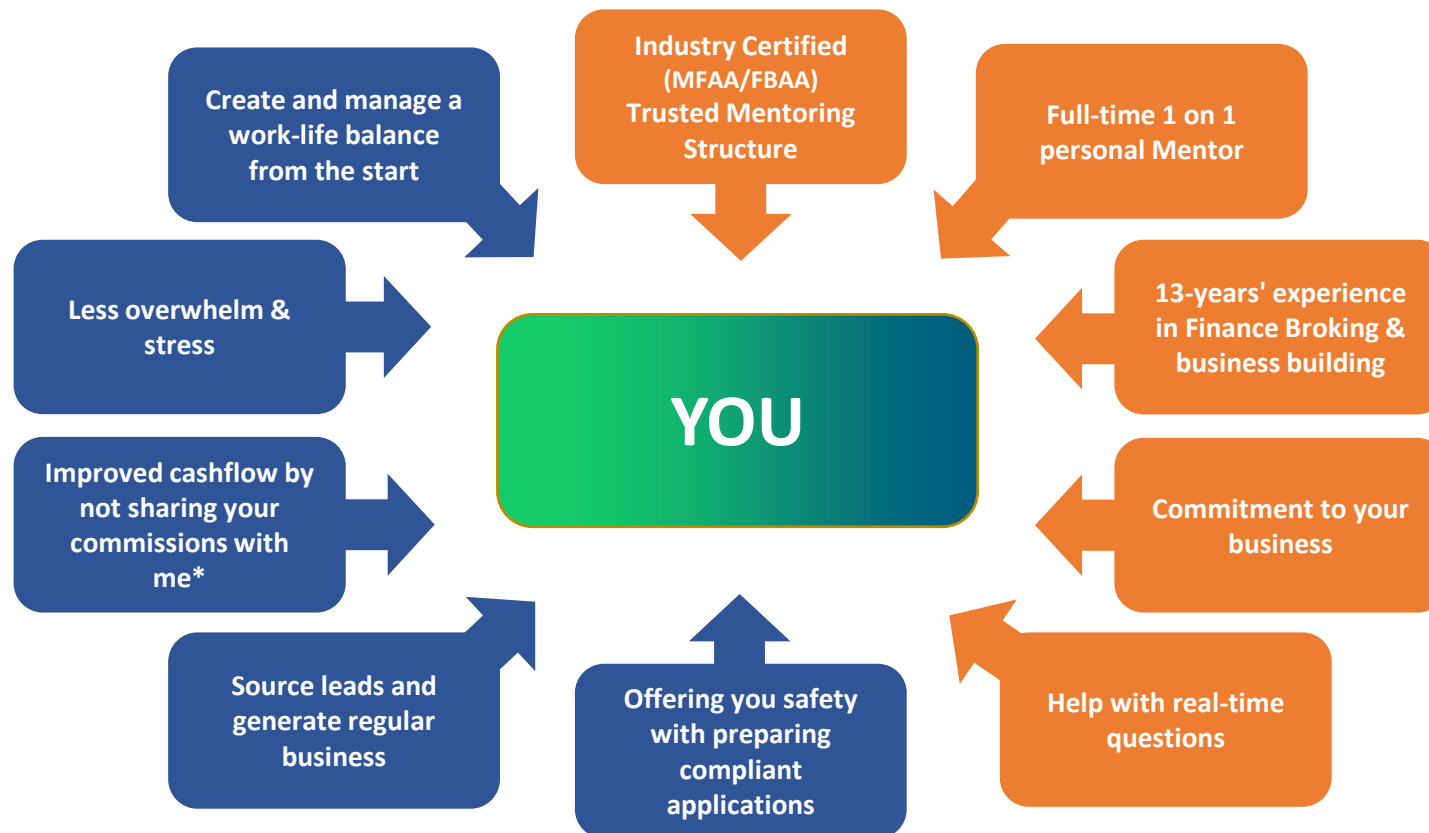 Industry Certified
(MFAA/FBAA)
Trusted Mentoring
Structure
Full-time 1 on 1
personal Mentor
13-years' experience
in Finance Broking &
business building
Commitment to your
business
Help with real-time
questions
Offering you safety
with preparing
compliant
applications
Source leads and
generate regular
business
Improved cashflow by
not sharing your
commissions with
me*
Less overwhelm &
stress
Create and manage a
work-life balance
from the start
YOU